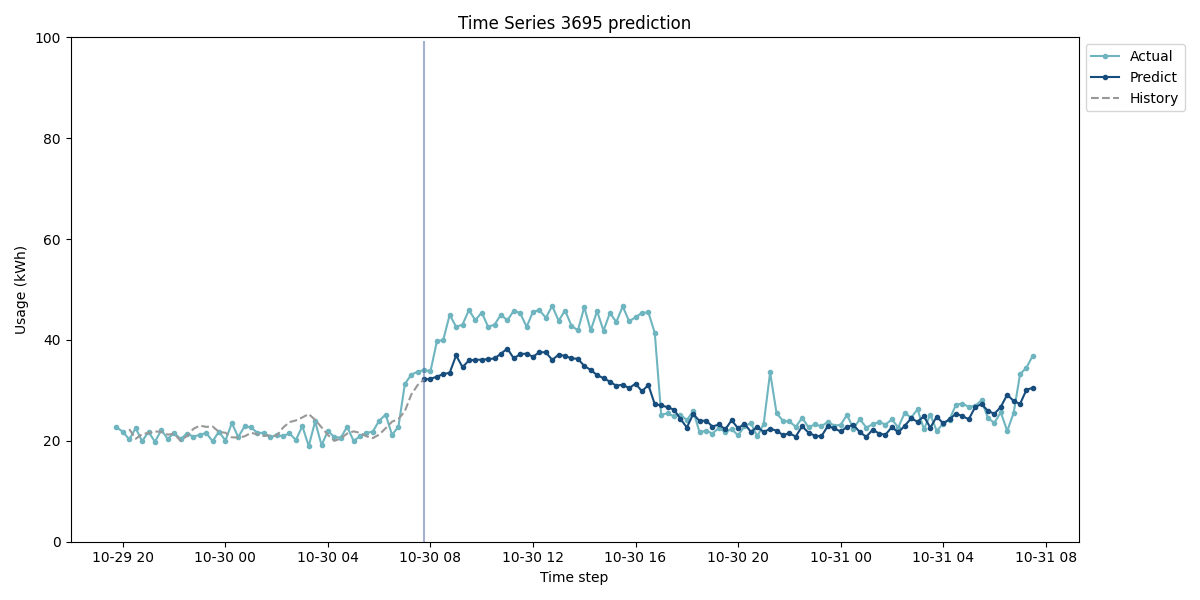 Time Series 3695 prediction
100
80
60
40
20
0
Usage (kWh)
10-29 20
10-30 00
10-30 04
10-30 08
10-30 12
10-30 16
10-30 20
10-31 00
10-31 04
10-31 08
Time step
Actual
Predict
History